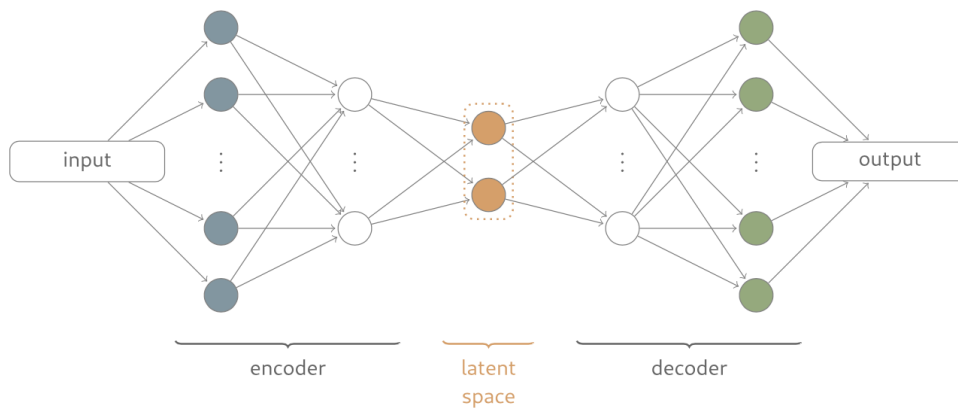 input
output
encoder
latent
space
decoder